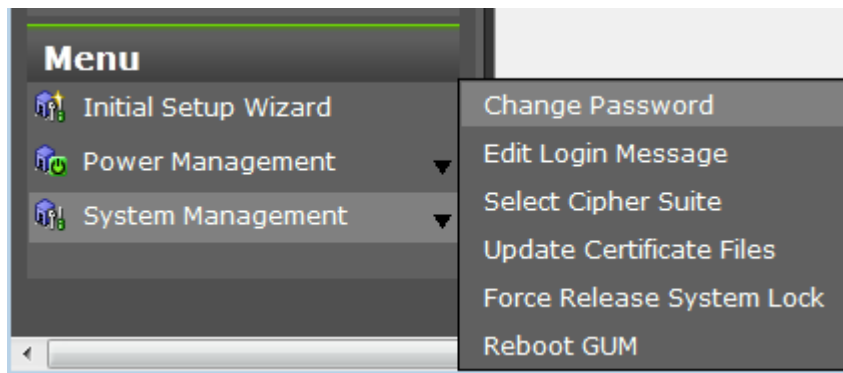 Menu
Initial Setup Wizard
Power Management
System Management
Change Password
Edit Login Message
Select Cipher Suite
Update Certificate Files
Force Release System Lock
Reboot GUM